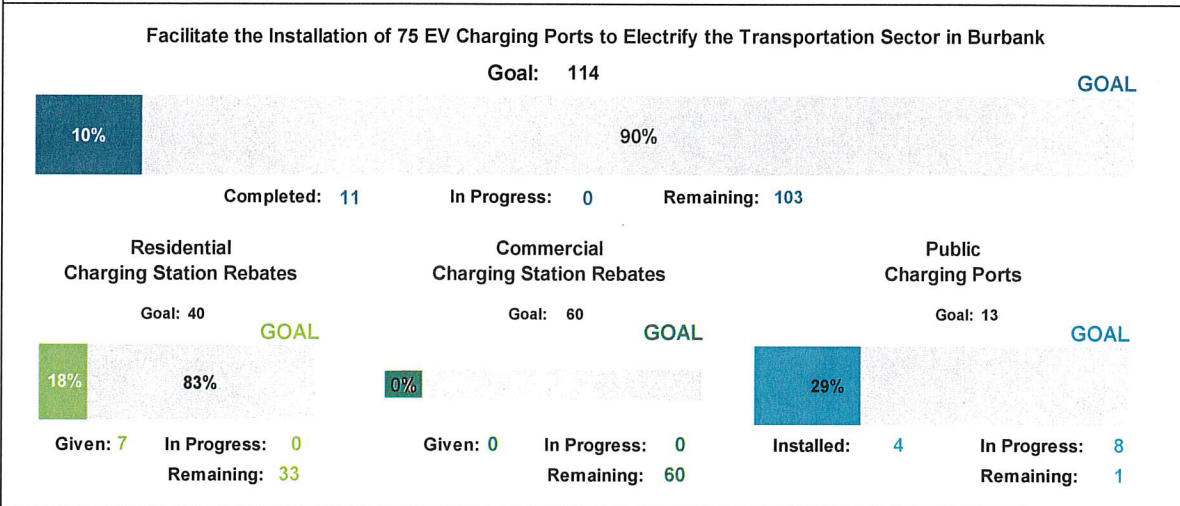 Facilitate the Installation of 75 EV Charging Ports to Electrify the Transportation Sector in Burbank
Goal: 114
GOAL
10% 90%
Completed: 11 In Progress: 0 Remaining: 103
Residential
Charging Station Rebates
Goal: 40
GOAL
18% 83%
Given: 7 In Progress: 0
Remaining: 33
Commercial
Charging Station Rebates
Goal: 60
GOAL
0%
Given: 0 In Progress: 0
Remaining: 60
Public
Charging Ports
Goal: 13
GOAL
29%
Installed: 4 In Progress: 8
Remaining: 1